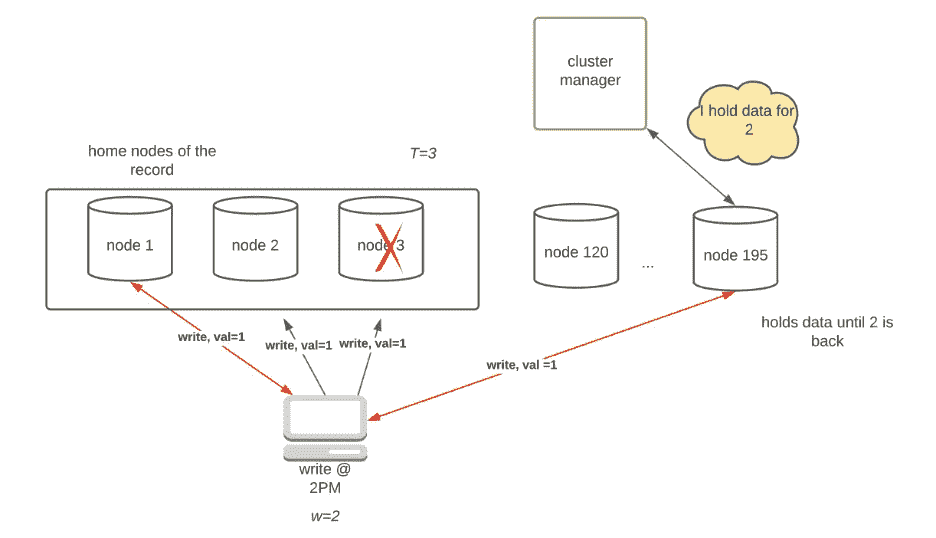 cluster
manager
I hold data for
2
home nodes of the
record
T=3
node 1
node 2
node 3
node 120
...
node 195
write, val=1
write, val=1
write, val=1
write, val =1
holds data until 2 is
back
write @
2PM
w=2